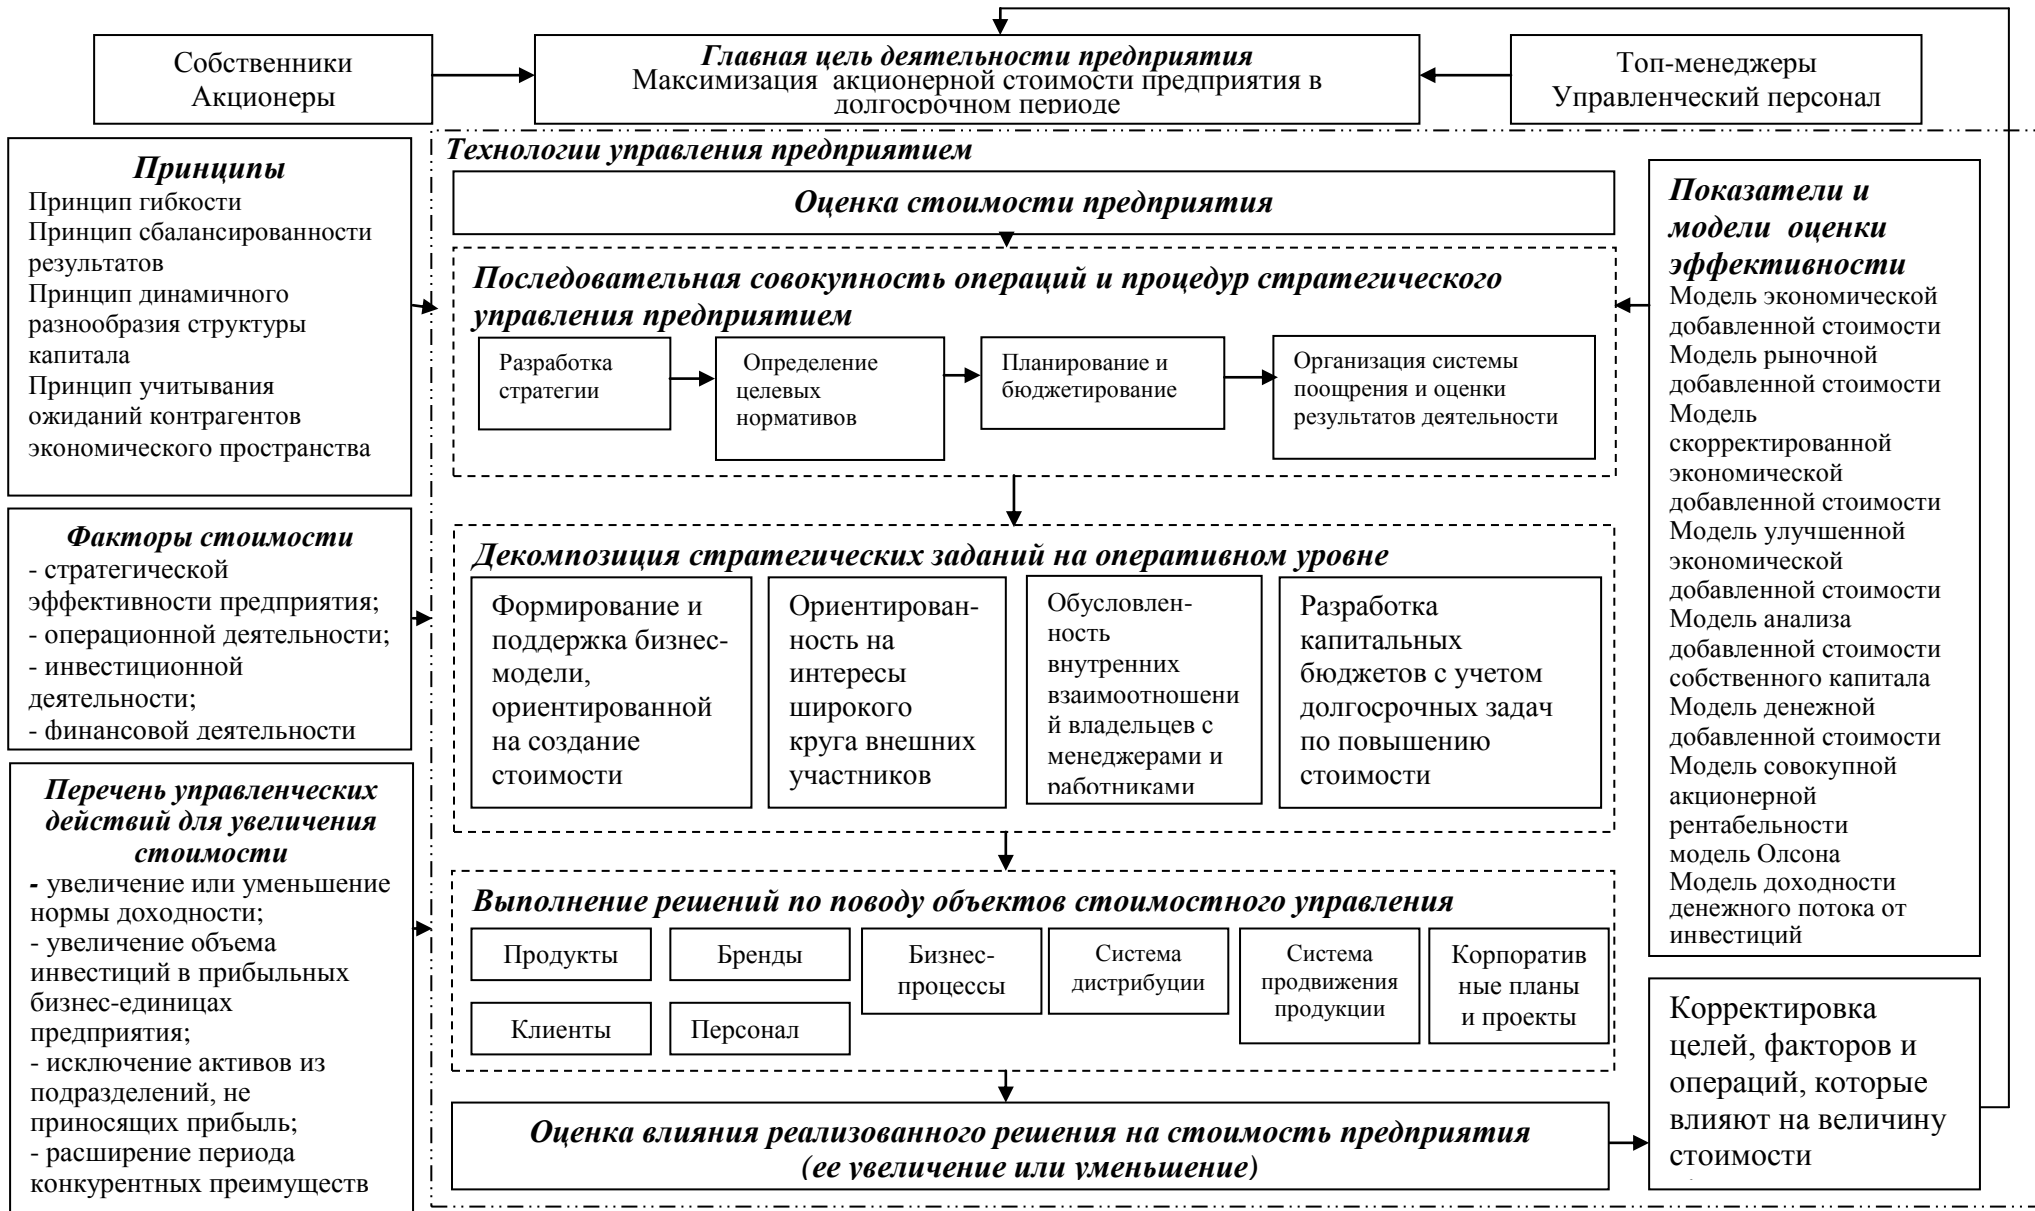 Собственники
Акционеры
Главная цель деятельности предприятия
Максимизация акционерной стоимости предприятия в
долгосрочном периоде
Топ-менеджеры
Управленческий персонал
Принципы
Принцип гибкости
Принцип сбалансированности
результатов
Принцип динамичного
разнообразия структуры
капитала
Принцип учитывания
ожиданий контрагентов
экономического пространства
Факторы стоимости
- стратегической
эффективности предприятия;
- операционной деятельности;
- инвестиционной
деятельности;
- финансовой деятельности
Перечень управленческих
действий для увеличения
стоимости
- увеличение или уменьшение
нормы доходности;
- увеличение объема
инвестиций в прибыльных
бизнес-единицах
предприятия;
- исключение активов из
подразделений, не
приносящих прибыль;
- расширение периода
конкурентных преимуществ
Технологии управления предприятием
Оценка стоимости предприятия
Последовательная совокупность операций и процедур стратегического
управления предприятием
Разработка
стратегии
Определение
целевых
нормативов
Планирование и
бюджетирование
Организация системы
поощрения и оценки
результатов деятельности
Декомпозиция стратегических заданий на оперативном уровне
Формирование и
поддержка бизнес-
модели,
ориентированной
на создание
стоимости
Ориентирован-
ность на
интересы
широкого
круга внешних
участников
Обусловлен-
ность
внутренних
взаимоотношени
й владельцев с
менеджерами и
работниками
Разработка
капитальных
бюджетов с учетом
долгосрочных задач
по повышению
стоимости
Выполнение решений по поводу объектов стоимостного управления
Продукты
Бренды
Бизнес-
процессы
Система
дистрибуции
Система
продвижения
продукции
Корпоратив
ные планы
и проекты
Клиенты
Персонал
Оценка влияния реализованного решения на стоимость предприятия
(ее увеличение или уменьшение)
Показатели и
модели оценки
эффективности
Модель экономической
добавленной стоимости
Модель рыночной
добавленной стоимости
Модель
скорректированной
экономической
добавленной стоимости
Модель улучшенной
экономической
добавленной стоимости
Модель анализа
добавленной стоимости
собственного капитала
Модель денежной
добавленной стоимости
Модель совокупной
акционерной
рентабельности
модель Олсона
Модель доходности
денежного потока от
инвестиций
Корректировка
целей, факторов и
операций, которые
влияют на величину
стоимости